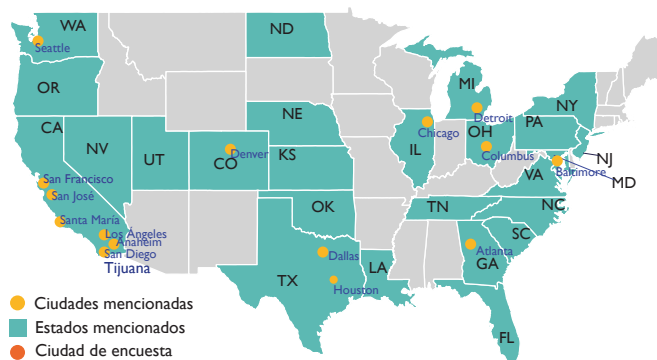 WA
Seattle
ND
OR
MI
NY
NE
CA
Detroit
PA
Chicago
OH
NV
UT
Denver
IL
Columbus
NJ
CO
KS
Baltimore
MD
VA
San Francisco
San José
OK
TN
NC
Santa María
Los Ángeles
SC
Anaheim
Dallas
Atlanta
San Diego
Tijuana
TX
LA
GA
Houston
FL
Ciudades mencionadas
Estados mencionados
Ciudad de encuesta